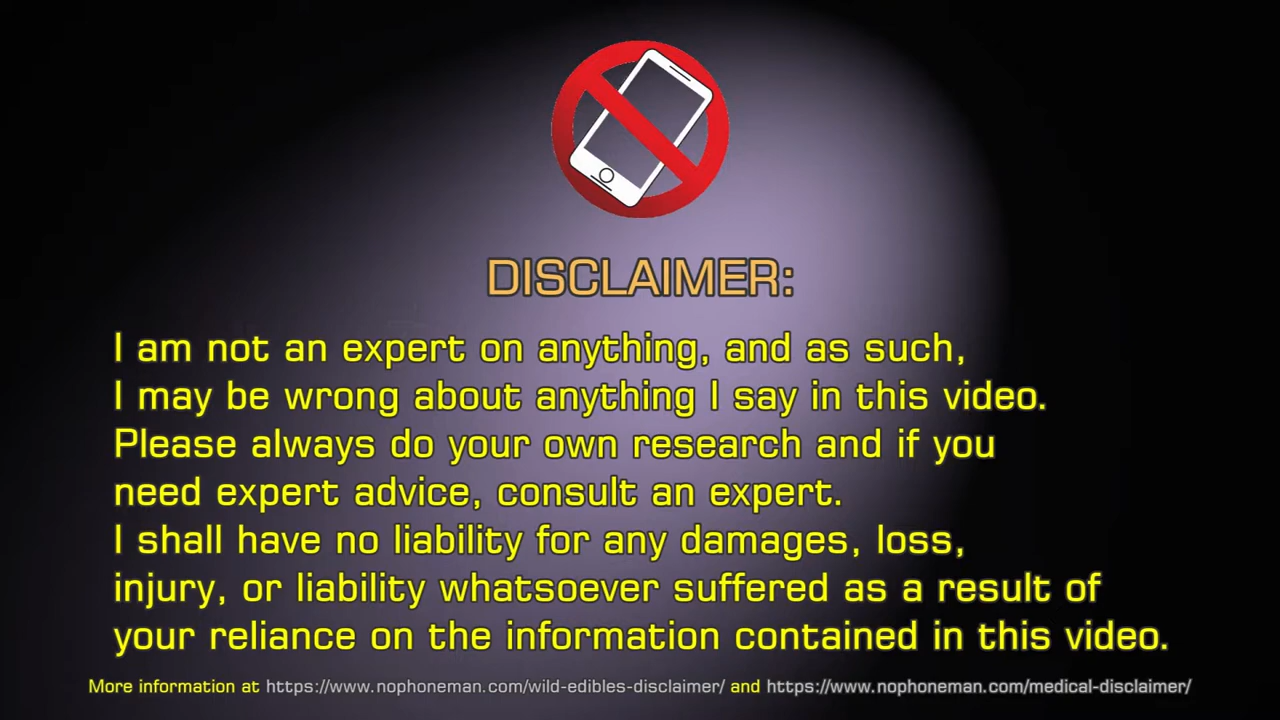 DISCLAIMER:
I am not an expert on anything, and as such,
I may be wrong about anything I say in this video.
Please always do your own research and if you
need expert advice, consult an expert.
I shall have no liability for any damages, loss,
injury, or liability whatsoever suffered as a result of
your reliance on the information contained in this video.
More information at https://www.nophoneman.com/wild-edibles-disclaimer/ and https://www.nophoneman.com/medical-disclaimer/